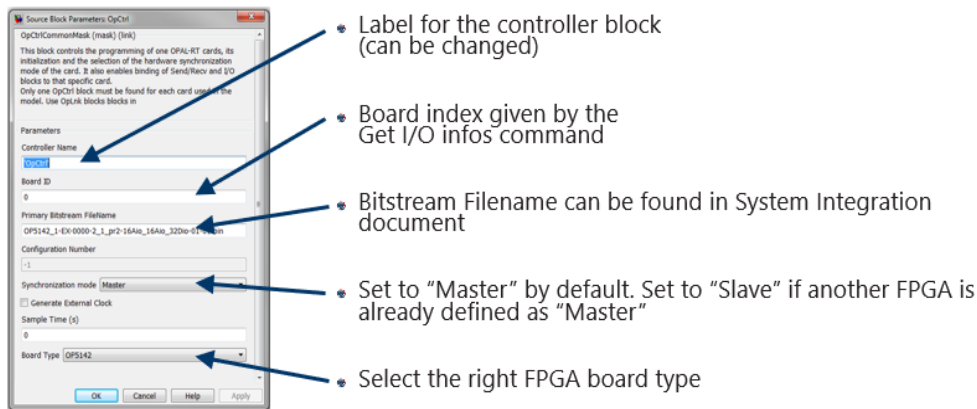 Source Block Parameters: OpCtrl
OpCtrlCommonMask (mask) (link)
This block controls the programming of one OPAL-RT cards, its
initialization and the selection of the hardware synchronization
mode of the card. It also enables binding of Send/Recv and I/O
blocks to that specific card.
Only one OpCtrl block must be found for each card used in the
model. Use OpLnk blocks blocks in
Parameters
Controller Name
'OpCtrl'
Board ID
0
Primary Bitstream FileName
OP5142_1-EX-0000-2_1_pr2-16Aio_16Aio_32Dio-01-
Configuration Number
-1
Synchronization mode Master
Generate External Clock
Sample Time (s)
0
Board Type OP5142
OK Cancel Help Apply
Label for the controller block
(can be changed)
Board index given by the
Get I/O infos command
Bitstream Filename can be found in System Integration
document
Set to “Master” by default. Set to “Slave” if another FPGA is
already defined as “Master”
Select the right FPGA board type